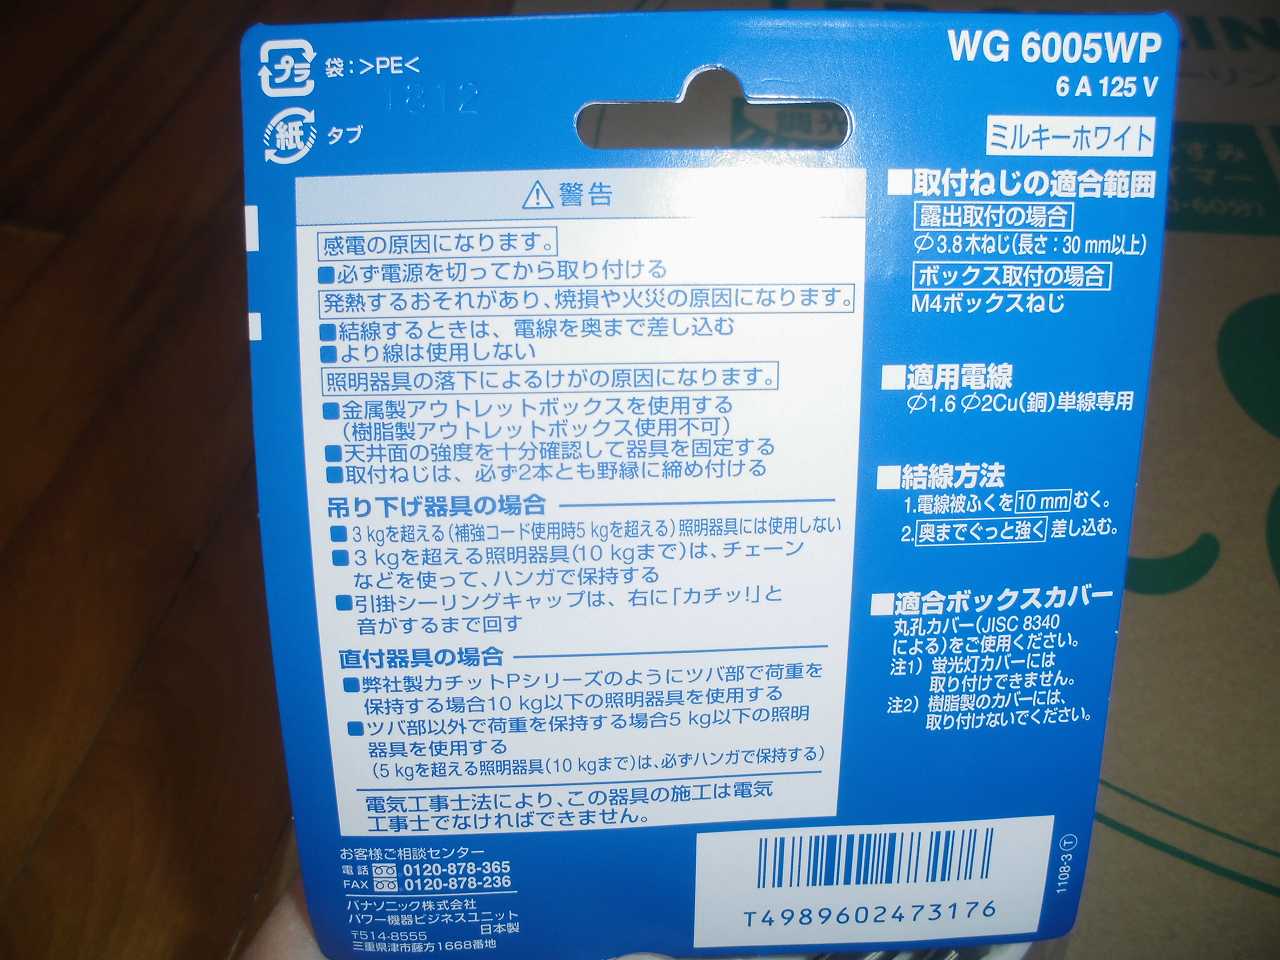 プラ 袋：>PE<
1312
紙 タブ
WG 6005WP
6 A 125 V
ミルキーホワイト
警告
感電の原因になります。
■必ず電源を切ってから取り付ける
発熱するおそれがあり、焼損や火災の原因になります。
■結線するときは、電線を奥まで差し込む
■より線は使用しない
照明器具の落下によるけがの原因になります。
■金属製アウトレットボックスを使用する
（樹脂製アウトレットボックス使用不可）
■天井面の強度を十分確認して器具を固定する
■取付ねじは、必ず2本とも野縁に締め付ける
吊り下げ器具の場合
■3 kgを超える（補強コード使用時5 kgを超える）照明器具には使用しない
■3 kgを超える照明器具（10 kgまで）は、チェーン
などを使って、ハンガで保持する
■引掛シーリングキャップは、右に「カチッ!」と
音がするまで回す
直付器具の場合
■弊社製カチットPシリーズのようにツバ部で荷重を
保持する場合10 kg以下の照明器具を使用する
■ツバ部以外で荷重を保持する場合5 kg以下の照明
器具を使用する
（5 kgを超える照明器具（10 kgまで）は、必ずハンガで保持する）
電気工事士法により、この器具の施工は電気
工事士でなければできません。
■取付ねじの適合範囲
露出取付の場合
φ3.8木ねじ（長さ：30 mm以上）
ボックス取付の場合
M4ボックスねじ
■適用電線
φ1.6 φ2Cu（銅）単線専用
■結線方法
1.電線被ふくを10 mmむく。
2.奥までぐっと強く差し込む。
■適合ボックスカバー
丸孔カバー（JISC 8340
による）をご使用ください。
注1）蛍光灯カバーには
取り付けできません。
注2）樹脂製のカバーには、
取り付けないでください。
お客様ご相談センター
電話 0120-878-365
FAX 0120-878-236
パナソニック株式会社
パワー機器ビジネスユニット
日本製
〒514-8555
三重県津市藤方1668番地
T4989602473176
1108-3 T